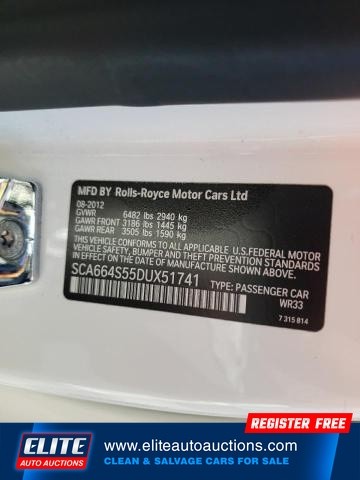 MFD BY Rolls-Royce Motor Cars Ltd
08-2012
GVWR 6482 lbs 2940 kg
GAWR FRONT 3186 lbs 1445 kg
GAWR REAR 3505 lbs 1590 kg
THIS VEHICLE CONFORMS TO ALL APPLICABLE U.S.FEDERAL MOTOR
VEHICLE SAFETY, BUMPER, AND THEFT
PREVENTION STANDARDS IN EFFECT ON THE
DATE OF MANUFACTURE SHOWN ABOVE.
SCA664S55DUX51741 TYPE: PASSENGER CAR
WR33
7 315 814
REGISTER FREE
ELITE
AUTO AUCTIONS
www.eliteautoauctions.com
CLEAN & SALVAGE CARS FOR SALE